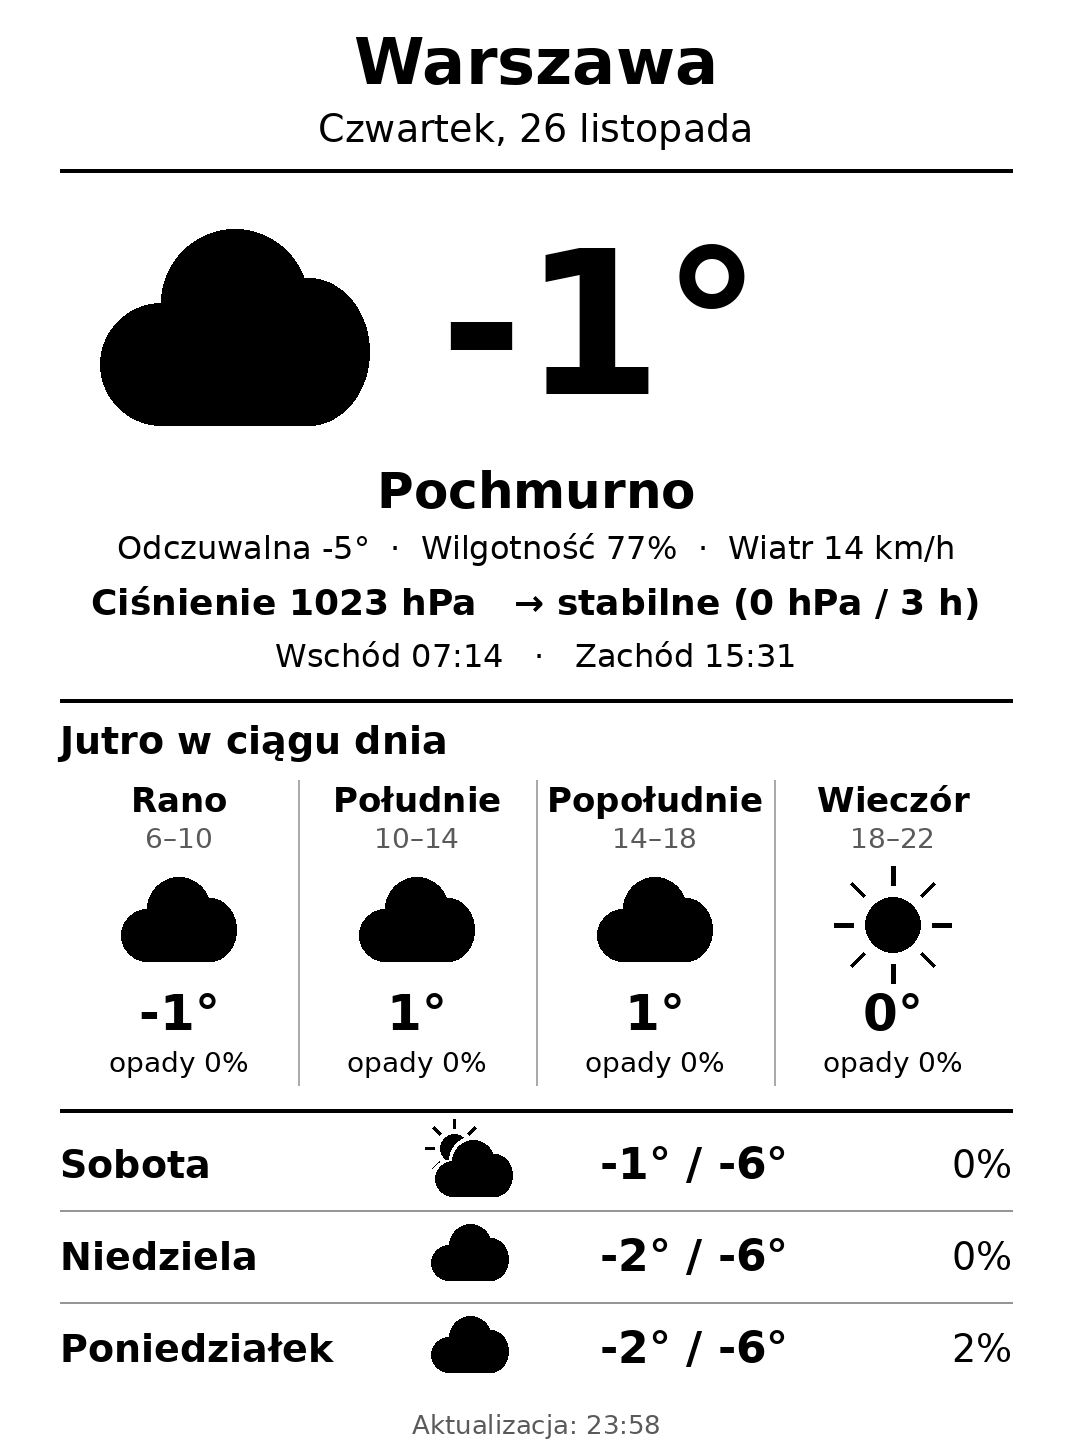 Warszawa
Czwartek, 26 listopada
-1°
Pochmurno
Odczuwalna -5° · Wilgotność 77% · Wiatr 14 km/h
Ciśnienie 1023 hPa → stabilne (0 hPa / 3 h)
Wschód 07:14 · Zachód 15:31
Jutro w ciągu dnia
Rano Południe Popołudnie Wieczór
6–10 10–14 14–18 18–22
-1° 1° 1° 0°
opady 0% opady 0% opady 0% opady 0%
Sobota -1° / -6° 0%
Niedziela -2° / -6° 0%
Poniedziałek -2° / -6° 2%
Aktualizacja: 23:58